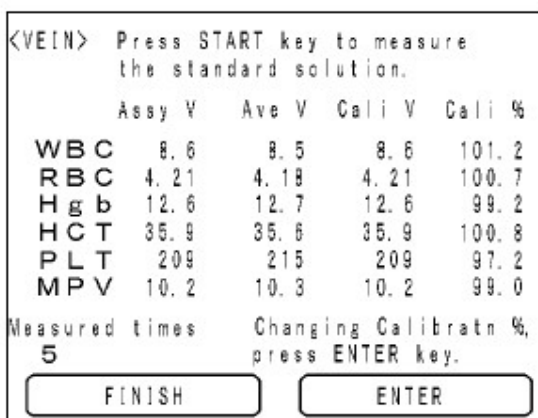 <VEIN> Press START key to measure
the standard solution.
Assy V Ave V Cali V Cali %
WBC 8.6 8.5 8.6 101.2
RBC 4.21 4.18 4.21 100.7
Hgb 12.6 12.7 12.6 99.2
HCT 35.9 35.6 35.9 100.8
PLT 209 215 209 97.2
MPV 10.2 10.3 10.2 99.0
Measured times Changing Calibratn %,
5 press ENTER key.
FINISH ENTER